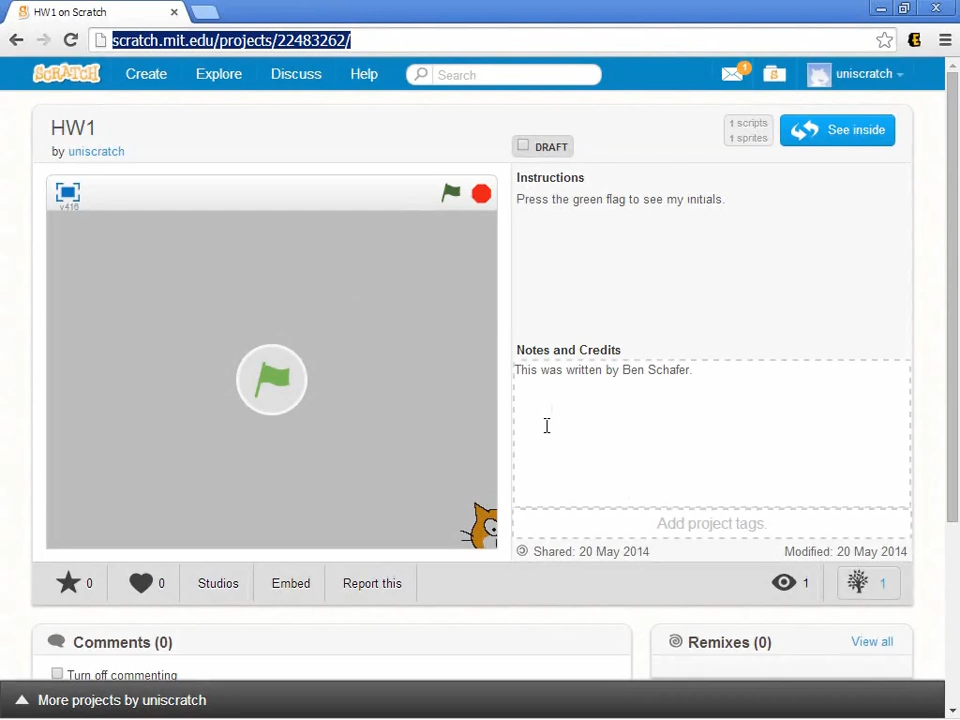 HW1 on Scratch
scratch.mit.edu/projects/22483262/
SCRATCH
Create
Explore
Discuss
Help
Search
1
S
uniscratch
HW1
by uniscratch
DRAFT
1 scripts
1 sprites
See inside
v416
Instructions
Press the green flag to see my initials.
Notes and Credits
This was written by Ben Schafer.
Add project tags.
Shared: 20 May 2014
Modified: 20 May 2014
0
0
Studios
Embed
Report this
1
1
Comments (0)
Turn off commenting
Remixes (0)
View all
More projects by uniscratch